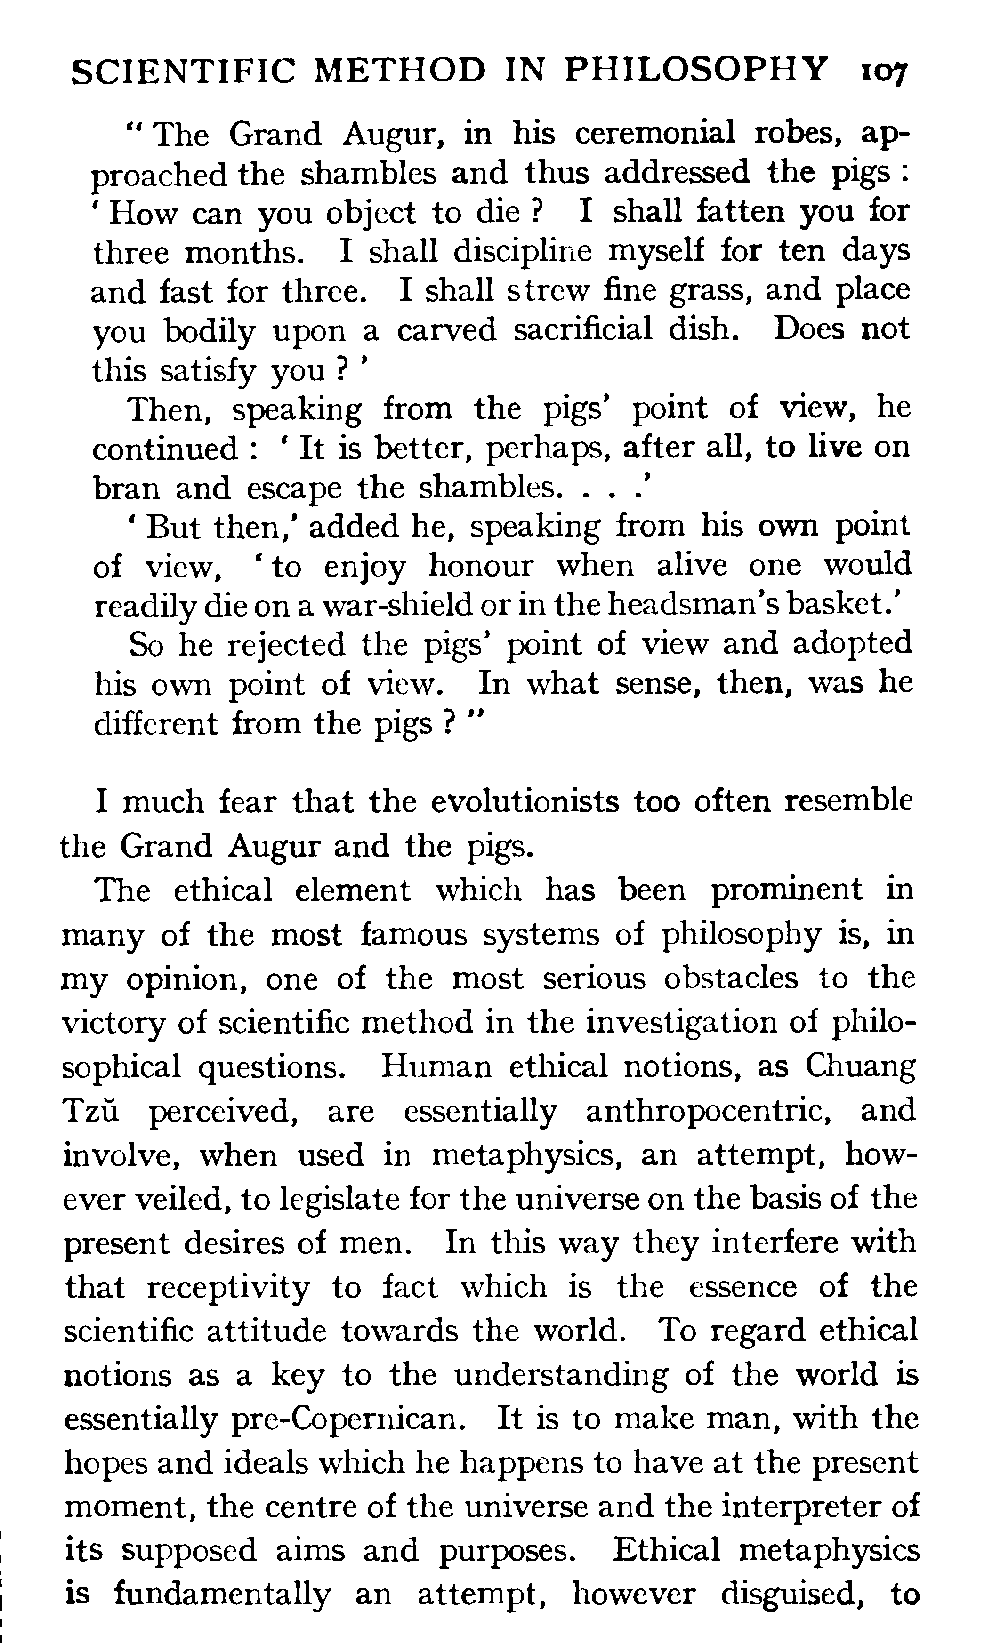 SCIENTIFIC METHOD IN PHILOSOPHY 107
“ The Grand Augur, in his ceremonial robes, ap-
proached the shambles and thus addressed the pigs :
‘ How can you object to die ? I shall fatten you for
three months. I shall discipline myself for ten days
and fast for three. I shall strew fine grass, and place
you bodily upon a carved sacrificial dish. Does not
this satisfy you ? ’
Then, speaking from the pigs’ point of view, he
continued : ‘ It is better, perhaps, after all, to live on
bran and escape the shambles. . . .’
‘ But then,’ added he, speaking from his own point
of view, ‘ to enjoy honour when alive one would
readily die on a war-shield or in the headsman’s basket.’
So he rejected the pigs’ point of view and adopted
his own point of view. In what sense, then, was he
different from the pigs ? ”
I much fear that the evolutionists too often resemble
the Grand Augur and the pigs.
The ethical element which has been prominent in
many of the most famous systems of philosophy is, in
my opinion, one of the most serious obstacles to the
victory of scientific method in the investigation of philo-
sophical questions. Human ethical notions, as Chuang
Tzŭ perceived, are essentially anthropocentric, and
involve, when used in metaphysics, an attempt, how-
ever veiled, to legislate for the universe on the basis of the
present desires of men. In this way they interfere with
that receptivity to fact which is the essence of the
scientific attitude towards the world. To regard ethical
notions as a key to the understanding of the world is
essentially pre-Copernican. It is to make man, with the
hopes and ideals which he happens to have at the present
moment, the centre of the universe and the interpreter of
its supposed aims and purposes. Ethical metaphysics
is fundamentally an attempt, however disguised, to